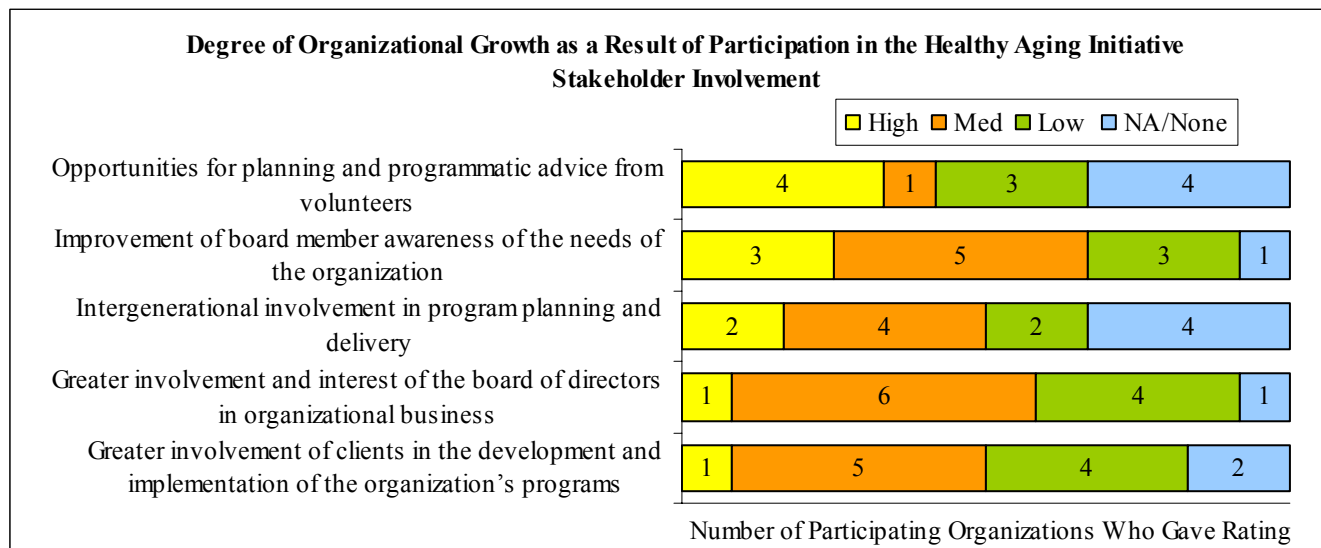 Degree of Organizational Growth as a Result of Participation in the Healthy Aging Initiative
Stakeholder Involvement
High Med Low NA/None
Opportunities for planning and programmatic advice from
volunteers
4 1 3 4
Improvement of board member awareness of the needs of
the organization
3 5 3 1
Intergenerational involvement in program planning and
delivery
2 4 2 4
Greater involvement and interest of the board of directors
in organizational business
1 6 4 1
Greater involvement of clients in the development and
implementation of the organization’s programs
1 5 4 2
Number of Participating Organizations Who Gave Rating